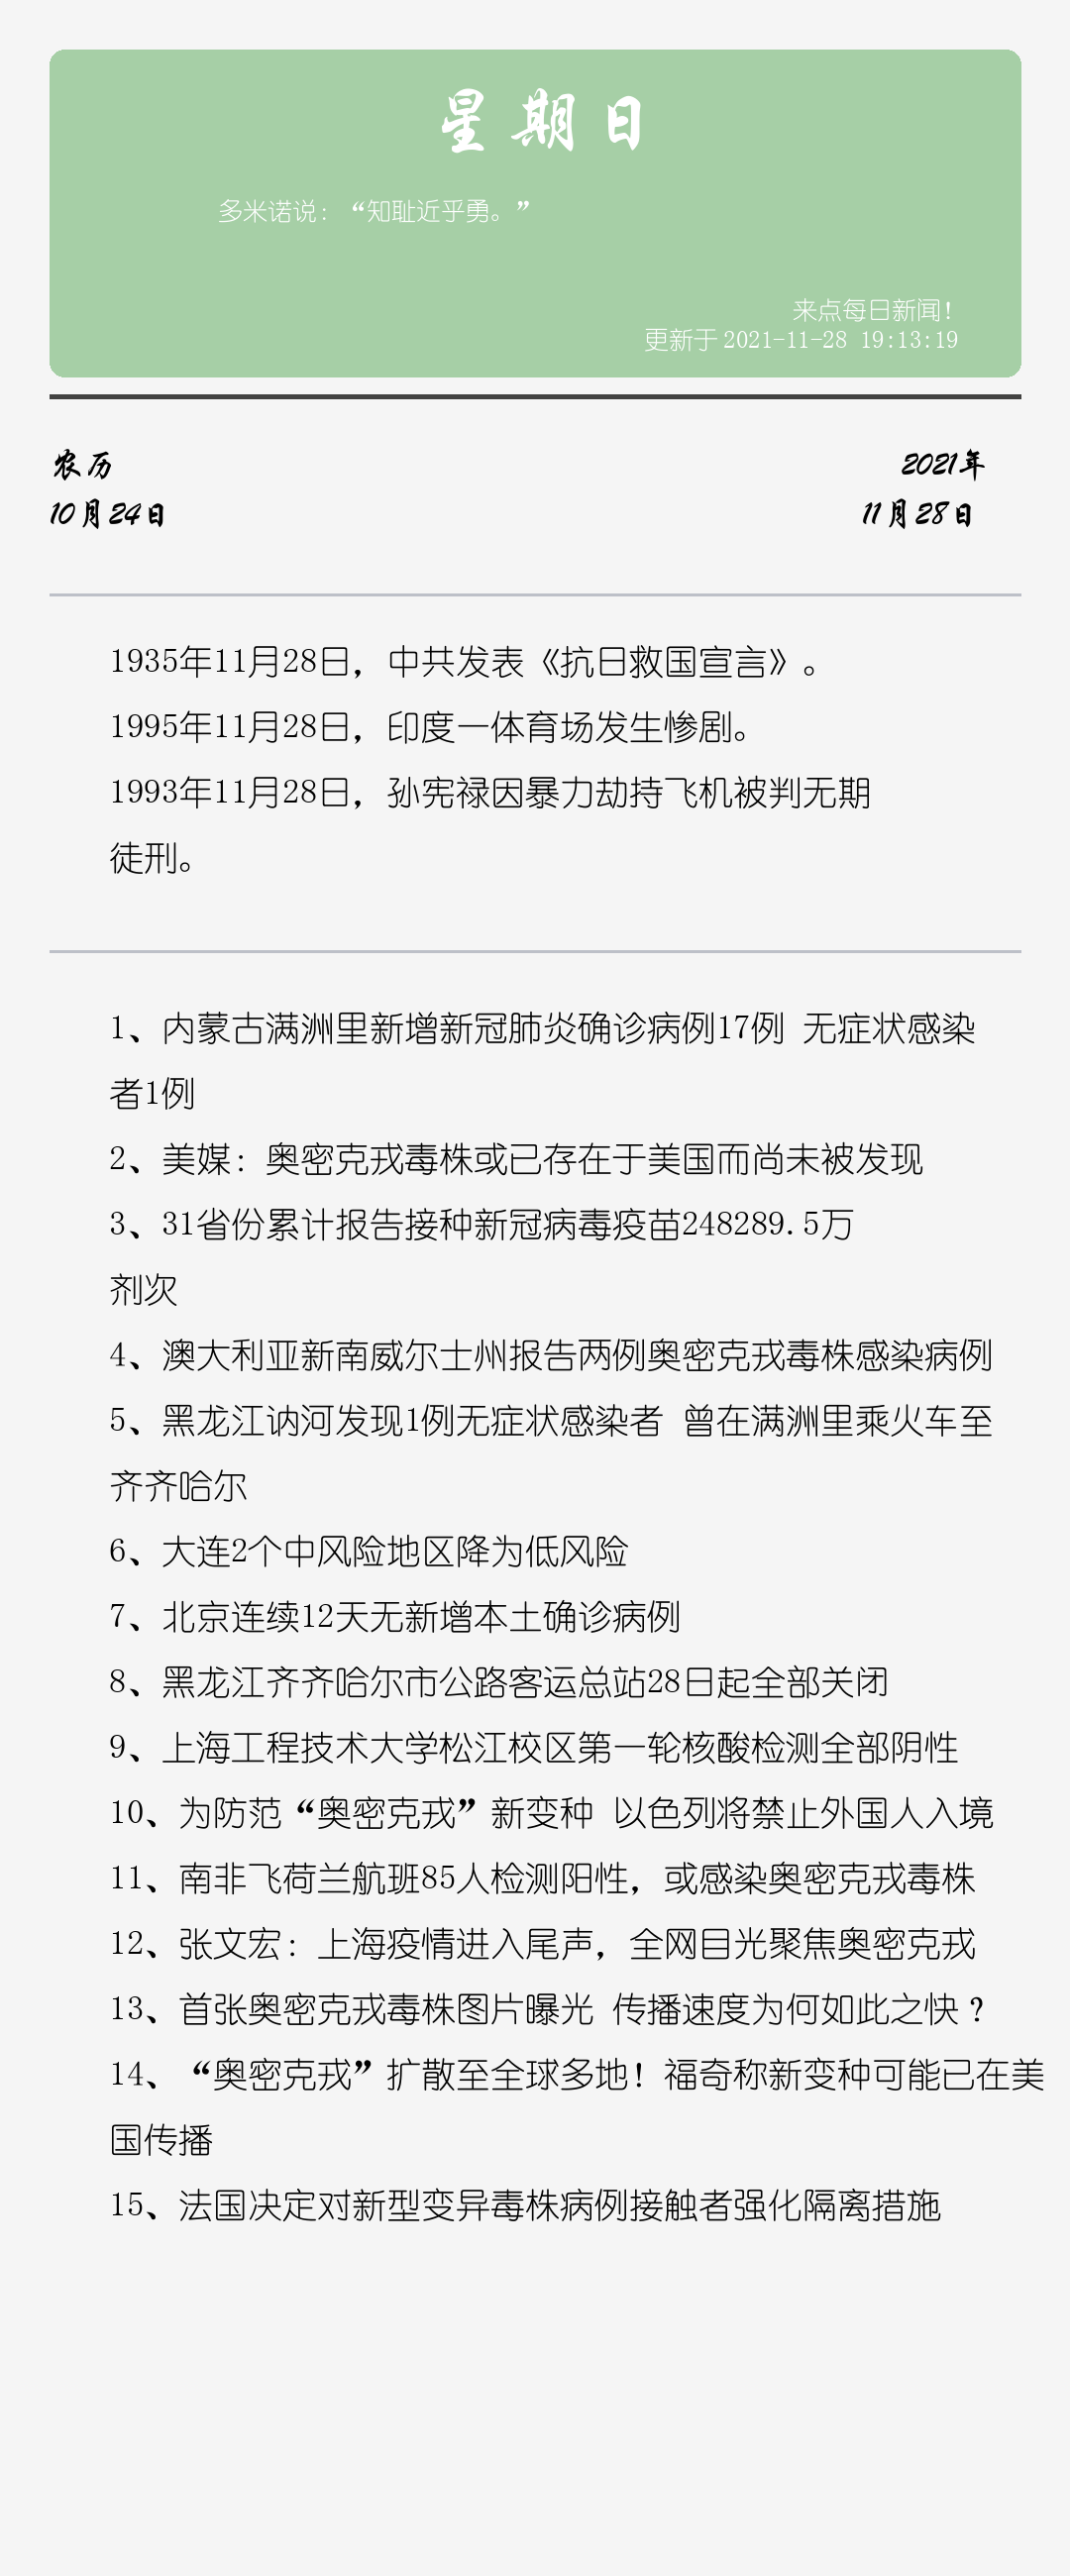 星期日
多米诺说：“知耻近乎勇。”
来点每日新闻！
更新于 2021-11-28 19:13:19
农历
2021年
10月24日
11月28日
1935年11月28日，中共发表《抗日救国宣言》。
1995年11月28日，印度一体育场发生惨剧。
1993年11月28日，孙宪禄因暴力劫持飞机被判无期
徒刑。
1、内蒙古满洲里新增新冠肺炎确诊病例17例 无症状感染
者1例
2、美媒：奥密克戎毒株或已存在于美国而尚未被发现
3、31省份累计报告接种新冠病毒疫苗248289.5万
剂次
4、澳大利亚新南威尔士州报告两例奥密克戎毒株感染病例
5、黑龙江讷河发现1例无症状感染者 曾在满洲里乘火车至
齐齐哈尔
6、大连2个中风险地区降为低风险
7、北京连续12天无新增本土确诊病例
8、黑龙江齐齐哈尔市公路客运总站28日起全部关闭
9、上海工程技术大学松江校区第一轮核酸检测全部阴性
10、为防范“奥密克戎”新变种 以色列将禁止外国人入境
11、南非飞荷兰航班85人检测阳性，或感染奥密克戎毒株
12、张文宏：上海疫情进入尾声，全网目光聚焦奥密克戎
13、首张奥密克戎毒株图片曝光 传播速度为何如此之快？
14、“奥密克戎”扩散至全球多地！福奇称新变种可能已在美
国传播
15、法国决定对新型变异毒株病例接触者强化隔离措施